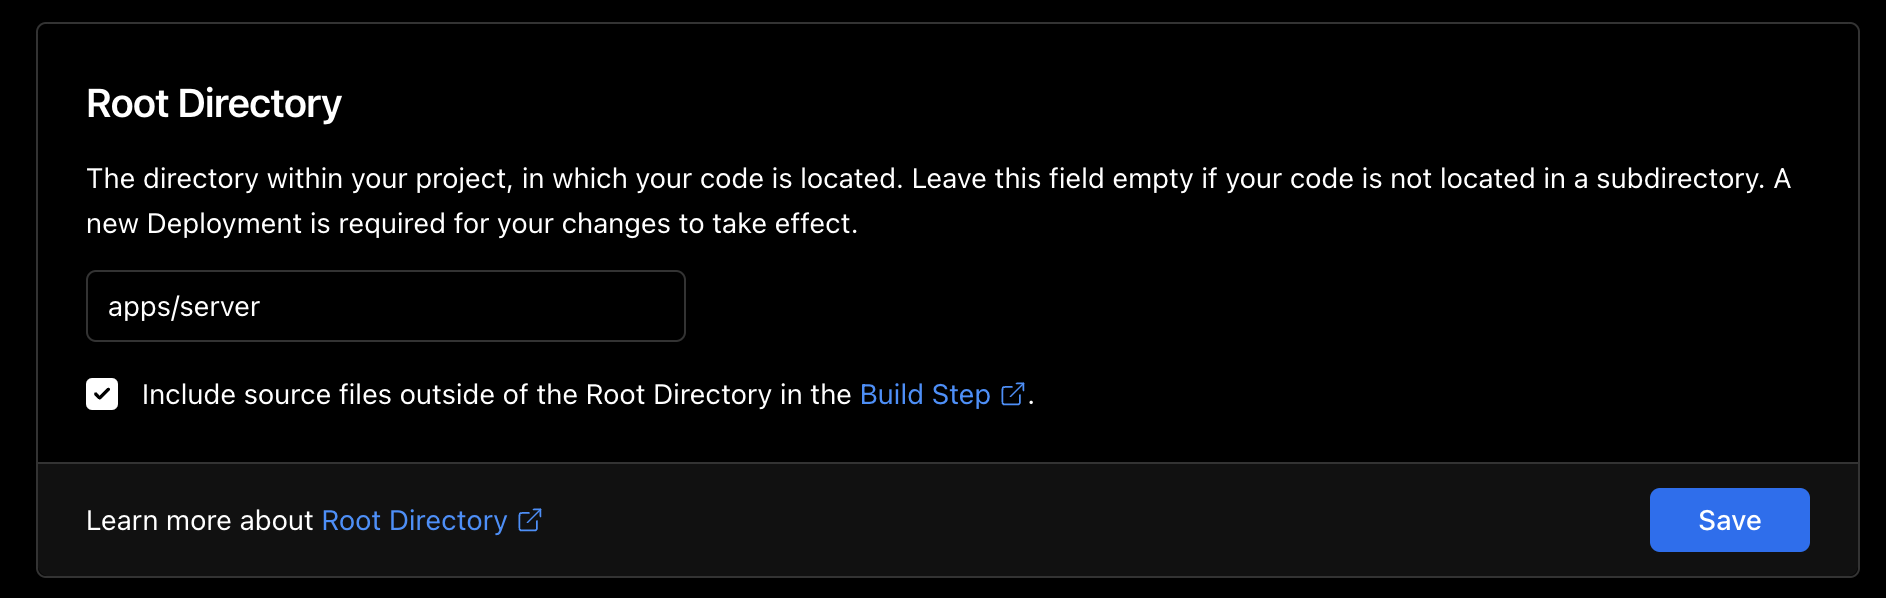 Root Directory
The directory within your project, in which your code is located. Leave this field empty if your code is not located in a subdirectory. A
new Deployment is required for your changes to take effect.
apps/server
Include source files outside of the Root Directory in the Build Step.
Learn more about Root Directory
Save